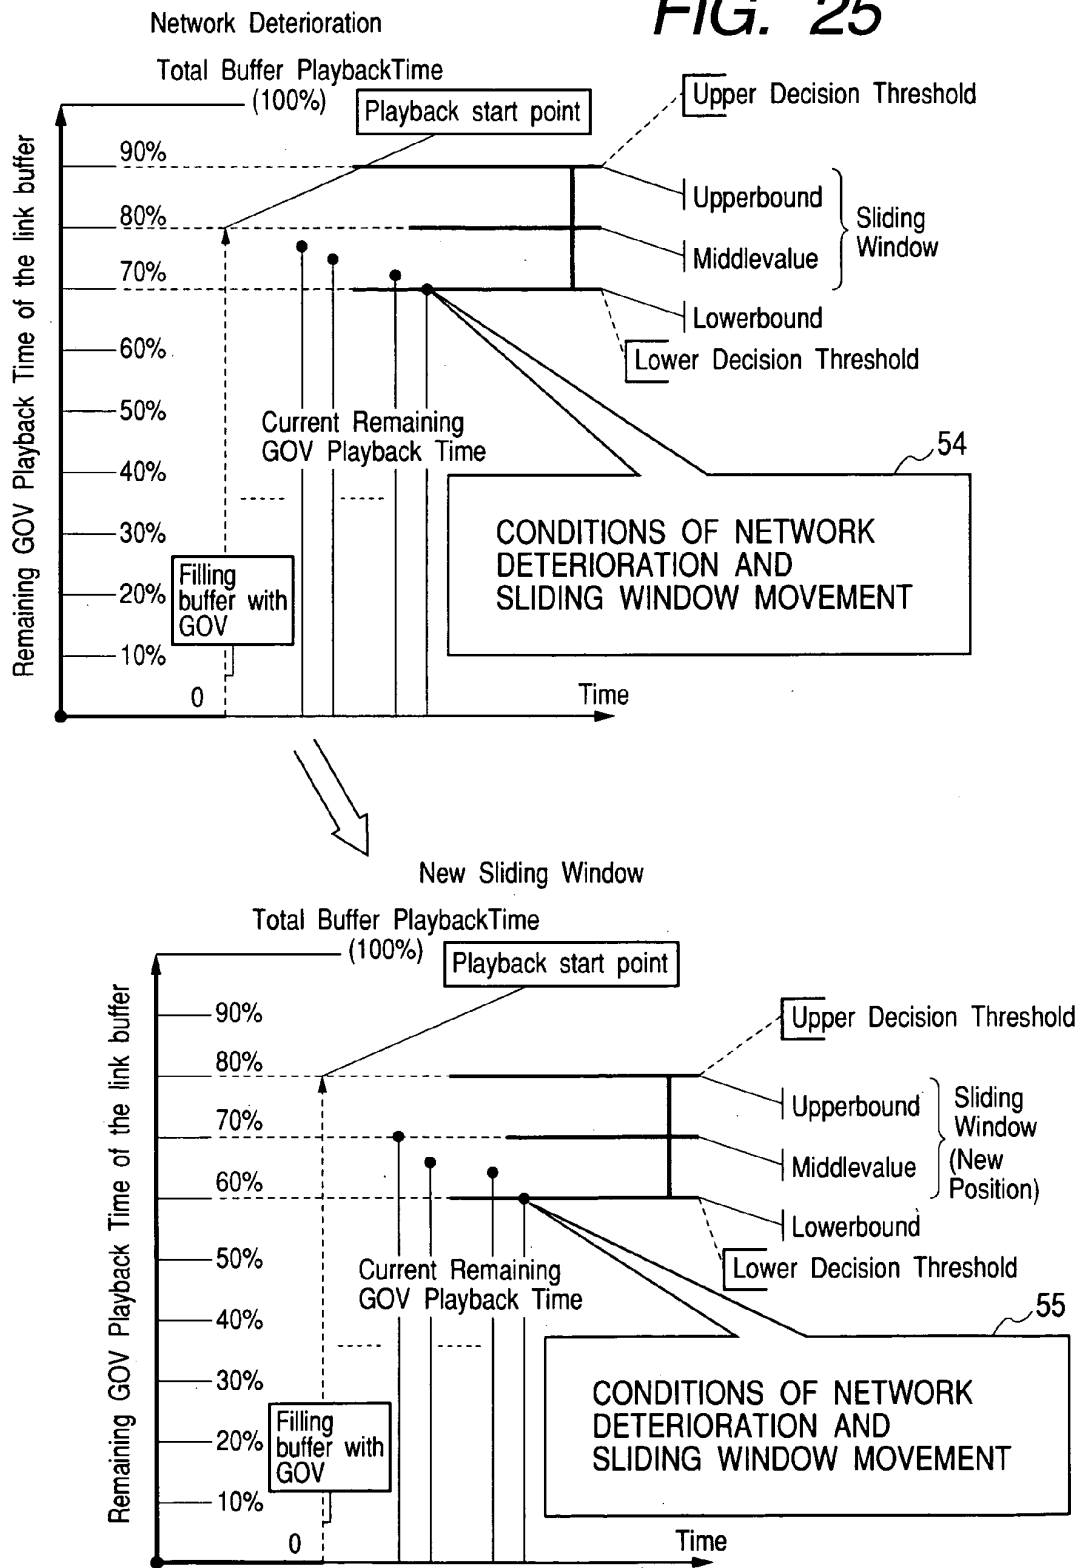 FIG. 25
Network Deterioration
Total Buffer PlaybackTime
(100%)
Playback start point
Upper Decision Threshold
Remaining GOV Playback Time of the link buffer
90%
80%
70%
60%
50%
40%
30%
20%
10%
0
Upperbound
Middlevalue
Lowerbound
Sliding
Window
Lower Decision Threshold
Current Remaining
GOV Playback Time
54
CONDITIONS OF NETWORK
DETERIORATION AND
SLIDING WINDOW MOVEMENT
Filling
buffer with
GOV
Time
New Sliding Window
Total Buffer PlaybackTime
(100%)
Playback start point
Upper Decision Threshold
Remaining GOV Playback Time of the link buffer
90%
80%
70%
60%
50%
40%
30%
20%
10%
0
Upperbound
Middlevalue
Lowerbound
Sliding
Window
(New
Position)
Lower Decision Threshold
Current Remaining
GOV Playback Time
55
CONDITIONS OF NETWORK
DETERIORATION AND
SLIDING WINDOW MOVEMENT
Filling
buffer with
GOV
Time